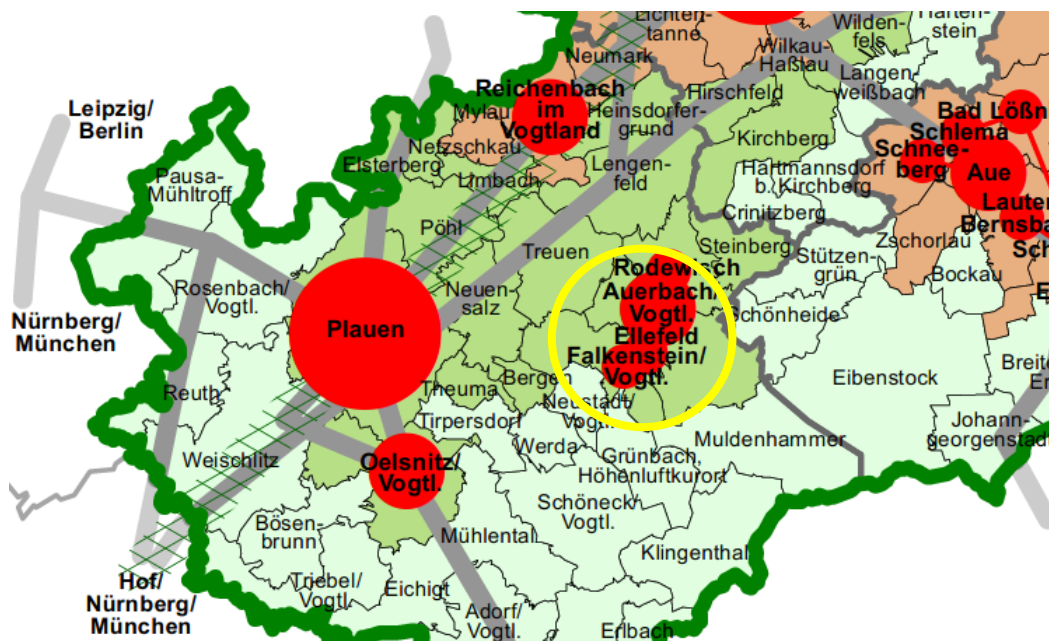 Lichten-
tanne
Wilden-
fels
Harten-
stein
Neumark
Wilkau-
Haßlau
Langen
weißbach
Reichenbach
im
Vogtland
Hirschfeld
Leipzig/
Berlin
Mylau
Heinsdorfer-
grund
Bad
Schlema
Lößn
Netzschkau
Kirchberg
Schnee-
berg
Elsterberg
Limbach
Lengen-
feld
Hartmannsdorf
b. Kirchberg
Aue
Pausa-
Mühltroff
Crinitzberg
Lauter
Bernsba
Pöhl
Treuen
Steinberg
Zschorlau
Sch
Stützen-
grün
Bockau
Rodewisch
Rosenbach/
Vogtl.
Neuen-
salz
Auerbach/
Vogtl.
E
Nürnberg/
München
Plauen
Schönheide
Ellefeld
Falkenstein/
Vogtl.
Breite
Er
Reuth
Theuma
Bergen
Eibenstock
Neustadt/
Vogtl.
Tirpersdorf
Johann-
georgenstadt
Werda
Muldenhammer
Weischlitz
Oelsnitz/
Vogtl.
Grünbach,
Höhenluftkurort
Schöneck/
Vogtl.
Bösen-
brunn
Mühlental
Klingenthal
Hof/
Nürnberg/
München
Triebel/
Vogtl.
Eichigt
Adorf/
Vogtl.
Erlbach